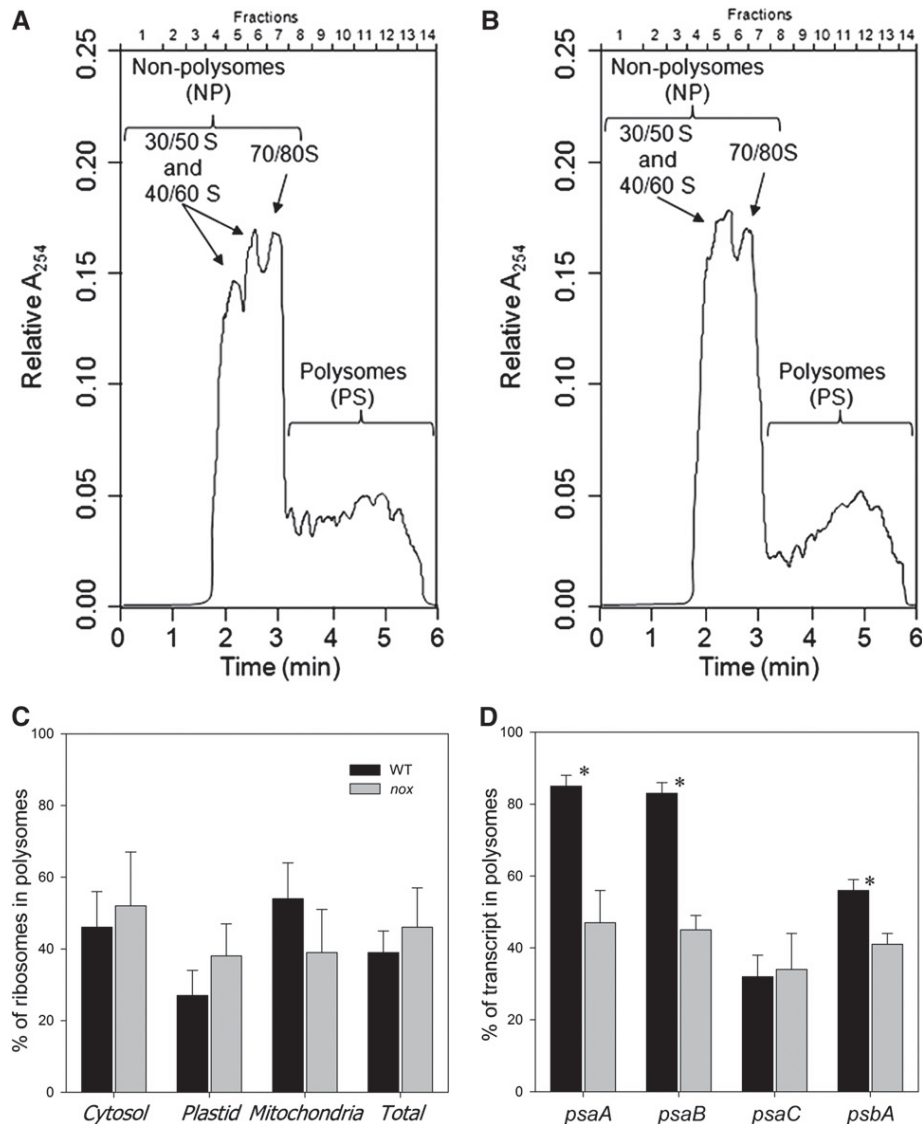 A
Fractions
1 2 3 4 5 6 7 8 9 10 11 12 13 14
0.25
0.20
0.15
0.10
0.05
0.00
Relative A254
Non-polysomes
(NP)
30/50 S
and
40/60 S
70/80S
Polysomes
(PS)
0 1 2 3 4 5 6
Time (min)
B
Fractions
1 2 3 4 5 6 7 8 9 10 11 12 13 14
0.25
0.20
0.15
0.10
0.05
0.00
Relative A254
Non-polysomes
(NP)
30/50 S
and
40/60 S
70/80S
Polysomes
(PS)
0 1 2 3 4 5 6
Time (min)
C
% of ribosomes in polysomes
100
80
60
40
20
0
WT
nox
Cytosol Plastid Mitochondria Total
D
% of transcript in polysomes
100
80
60
40
20
0
*
*
*
psaA psaB psaC psbA